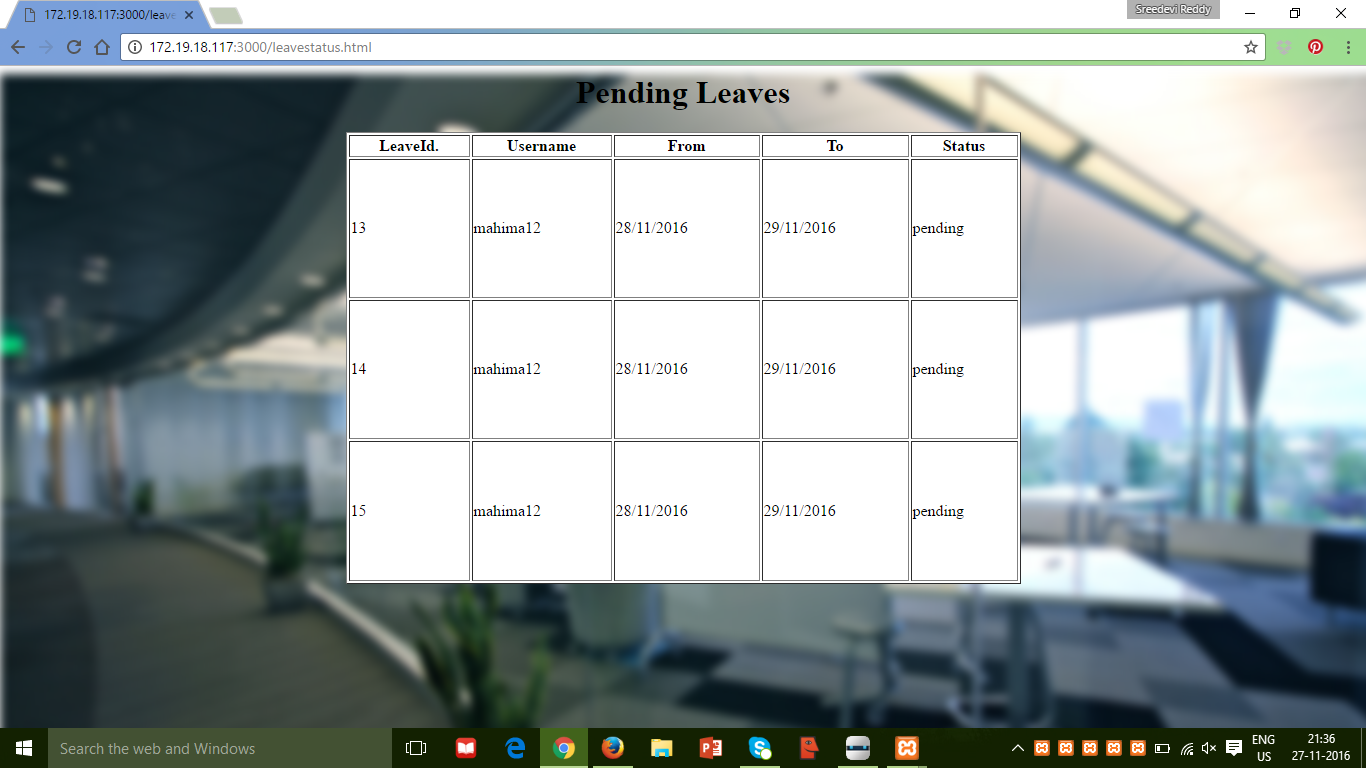 172.19.18.117:3000/leave
Sreedevi Reddy
172.19.18.117:3000/leavestatus.html
Pending Leaves
LeaveId. Username From To Status
13 mahima12 28/11/2016 29/11/2016 pending
14 mahima12 28/11/2016 29/11/2016 pending
15 mahima12 28/11/2016 29/11/2016 pending
Search the web and Windows
ENG
US
21:36
27-11-2016